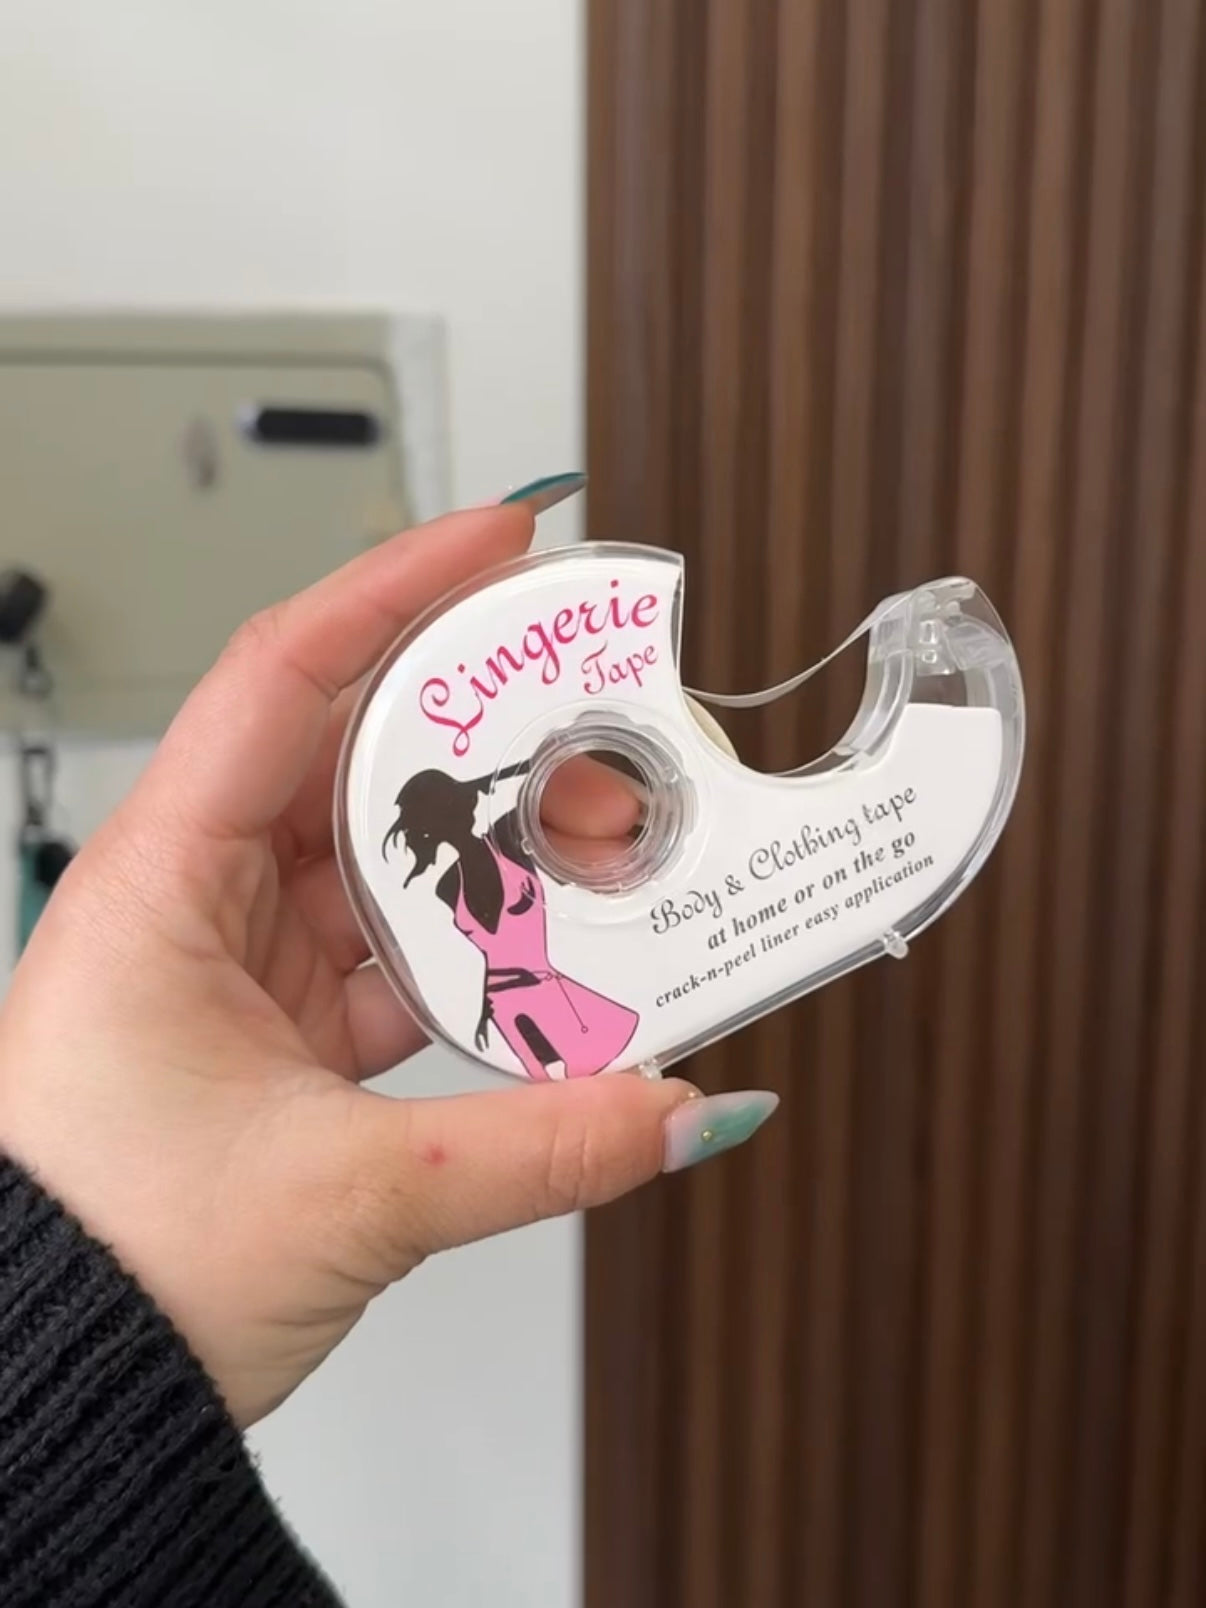 Lingerie
Tape
Body & Clothing tape
at home or on the go
crack-n-peel liner easy application